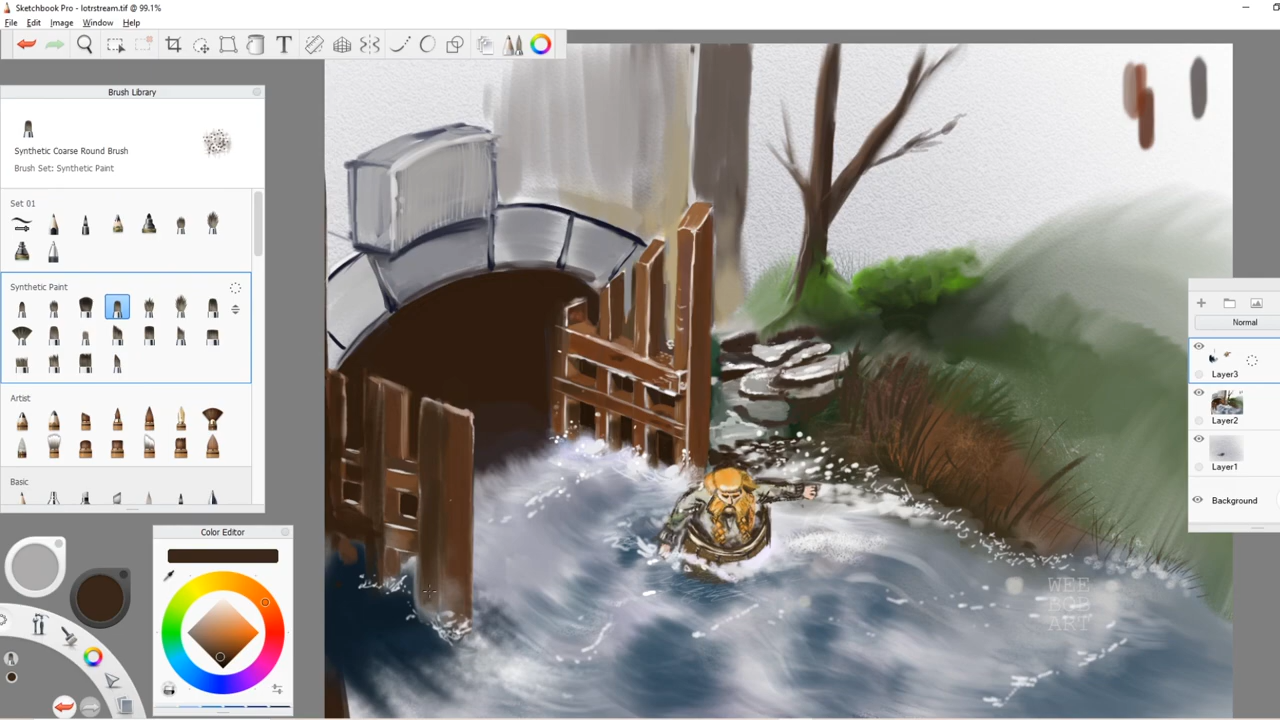 Sketchbook Pro - lotrstream.tif @ 99.1%
File Edit Image Window Help
Brush Library
Synthetic Coarse Round Brush
Brush Set: Synthetic Paint
Set 01
Synthetic Paint
Artist
Basic
Color Editor
Normal
Layer3
Layer2
Layer1
Background
WEE
BOB
ART